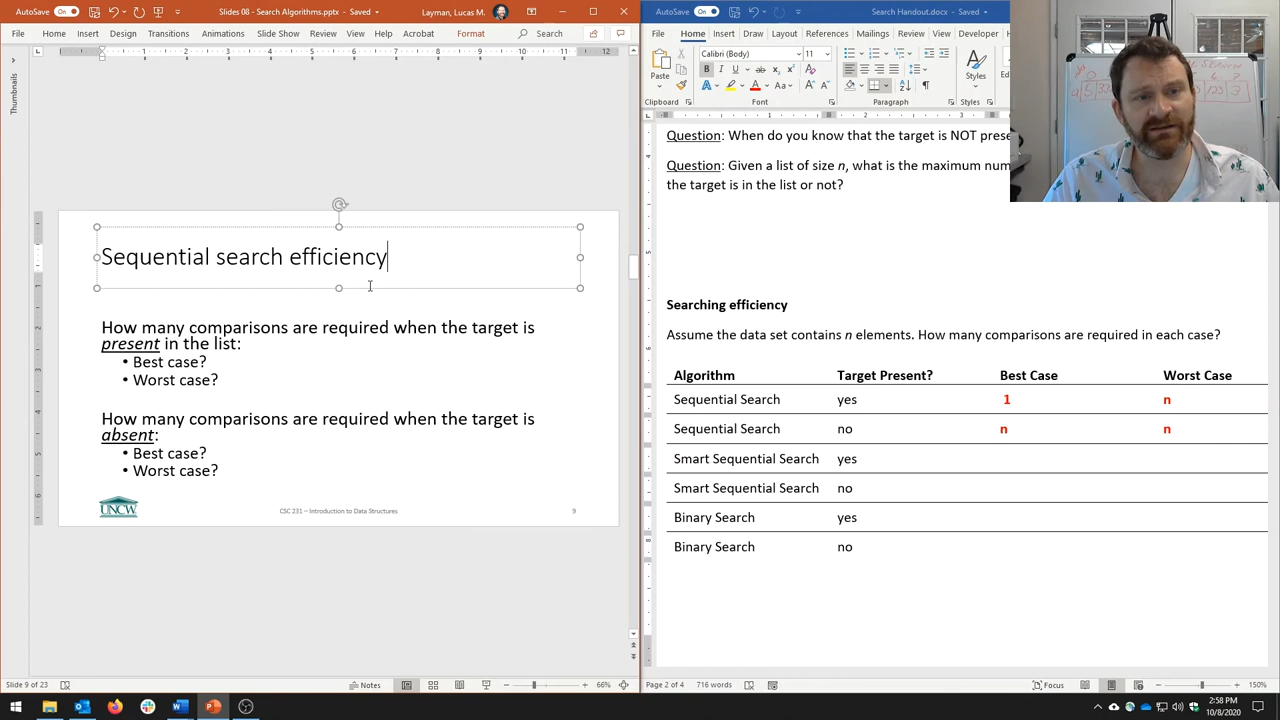 AutoSave On Slides 08 - Search.pptx - Saved Layman, Lucas M.
File Home Insert Draw Design Transitions Animations Slide Show Review View Help Acrobat Format Search
Thumbnails
Sequential search efficiency
How many comparisons are required when the target is
present in the list:
• Best case?
• Worst case?
How many comparisons are required when the target is
absent:
• Best case?
• Worst case?
UNCW
CSC 231 – Introduction to Data Structures
9
Slide 9 of 23 Notes 66%
AutoSave On Search Handout.docx - Saved
File Home Insert Draw Design Layout References Mailings Review View Developer
Paste
Calibri (Body) 11
Styles
Clipboard Font Paragraph Styles
Question: When do you know that the target is NOT
Question: Given a list of size n, what is the maximum
the target is in the list or not?
Searching efficiency
Assume the data set contains n elements. How many comparisons are required in each case?
Algorithm Target Present? Best Case Worst Case
Sequential Search yes 1 n
Sequential Search no n n
Smart Sequential Search yes
Smart Sequential Search no
Binary Search yes
Binary Search no
Page 2 of 4 716 words Focus 150%
2:58 PM
10/8/2020